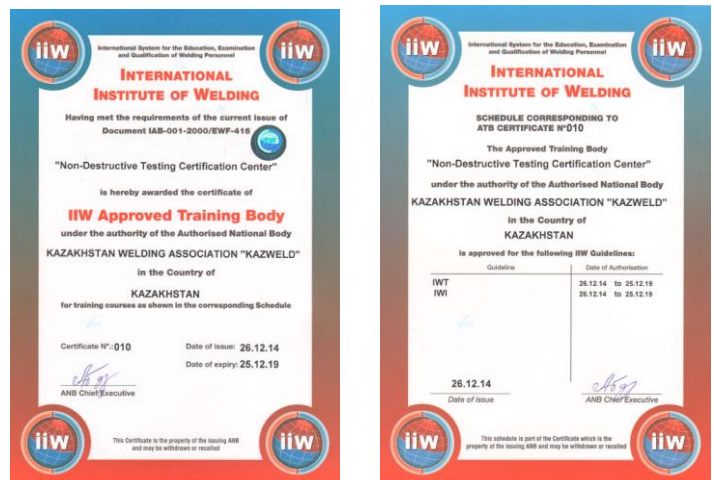 iiw
iiw
International System for the Education, Examination
and Qualification of Welding Personnel
INTERNATIONAL
INSTITUTE OF WELDING
Having met the requirements of the current issue of
Document IAB-001-2000/EWF-416
"Non-Destructive Testing Certification Center"
is hereby awarded the certificate of
IIW Approved Training Body
under the authority of the Authorised National Body
KAZAKHSTAN WELDING ASSOCIATION "KAZWELD"
in the Country of
KAZAKHSTAN
for training courses as shown in the corresponding Schedule
Certificate Nº.: 010 Date of issue: 26.12.14
Date of expiry: 25.12.19
ANB Chief Executive
iiw
iiw
This Certificate is the property of the issuing ANB
and may be withdrawn or recalled
iiw
iiw
International System for the Education, Examination
and Qualification of Welding Personnel
INTERNATIONAL
INSTITUTE OF WELDING
SCHEDULE CORRESPONDING TO
ATB CERTIFICATE Nº010
The Approved Training Body
"Non-Destructive Testing Certification Center"
under the authority of the Authorised National Body
KAZAKHSTAN WELDING ASSOCIATION "KAZWELD"
in the Country of
KAZAKHSTAN
is approved for the following IIW Guidelines:
Guideline Date of Authorisation
IWT 26.12.14 to 25.12.19
IWI 26.12.14 to 25.12.19
26.12.14
Date of issue ANB Chief Executive
iiw
iiw
This schedule is part of the Certificate which is the
property of the issuing ANB and may be withdrawn or recalled